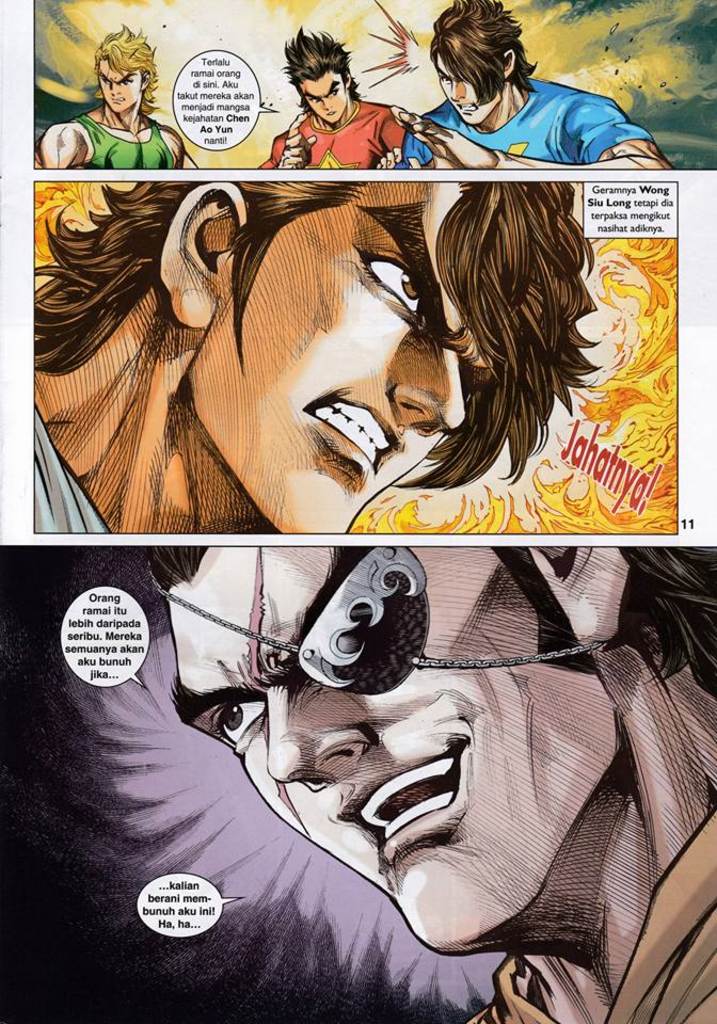 Terlalu
ramai orang
di sini. Aku
takut mereka akan
menjadi mangsa
kejahatan Chen
Ao Yun
nanti!
Geramnya Wong
Siu Long tetapi dia
terpaksa mengikut
nasihat adiknya.
Jahatnya!
11
Orang
ramai itu
lebih daripada
seribu. Mereka
semuanya akan
aku bunuh
jika...
...kalian
berani mem-
bunuh aku ini!
Ha, ha...